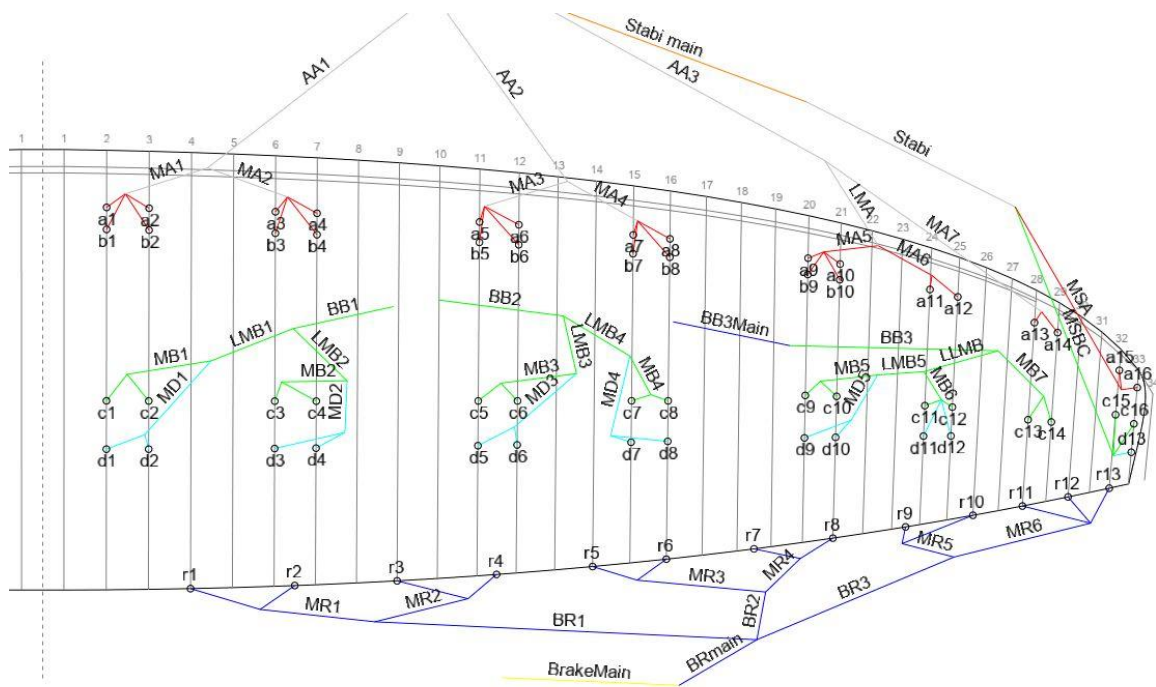 Stabi main
AA1
AA2
AA3
Stabi
1 1 2 3 4 5 6 7 8 9 10 11 12 13 14 15 16 17 18 19 20 21 22 23 24 25 26 27 28 29 31 32 33
MA1 MA2 MA3 MA4 LMA MA5 MA6 MA7 MSA MSBC
a1 a2 a3 a4 a5 a6 a7 a8 a9 a10 a11 a12 a13 a14 a15 a16
b1 b2 b3 b4 b5 b6 b7 b8 b9 b10
BB1 BB2 BB3Main BB3
LMB1 LMB2 LMB3 LMB4 LMB5 LLMB
MB1 MB2 MB3 MB4 MB5 MB6 MB7
MD1 MD2 MD3 MD4 MD5
c1 c2 c3 c4 c5 c6 c7 c8 c9 c10 c11 c12 c13 c14 c15 c16
d1 d2 d3 d4 d5 d6 d7 d8 d9 d10 d11 d12 d13
r1 r2 r3 r4 r5 r6 r7 r8 r9 r10 r11 r12 r13
MR1 MR2 MR3 MR4 MR5 MR6
BR1 BR2 BR3
BRmain
BrakeMain